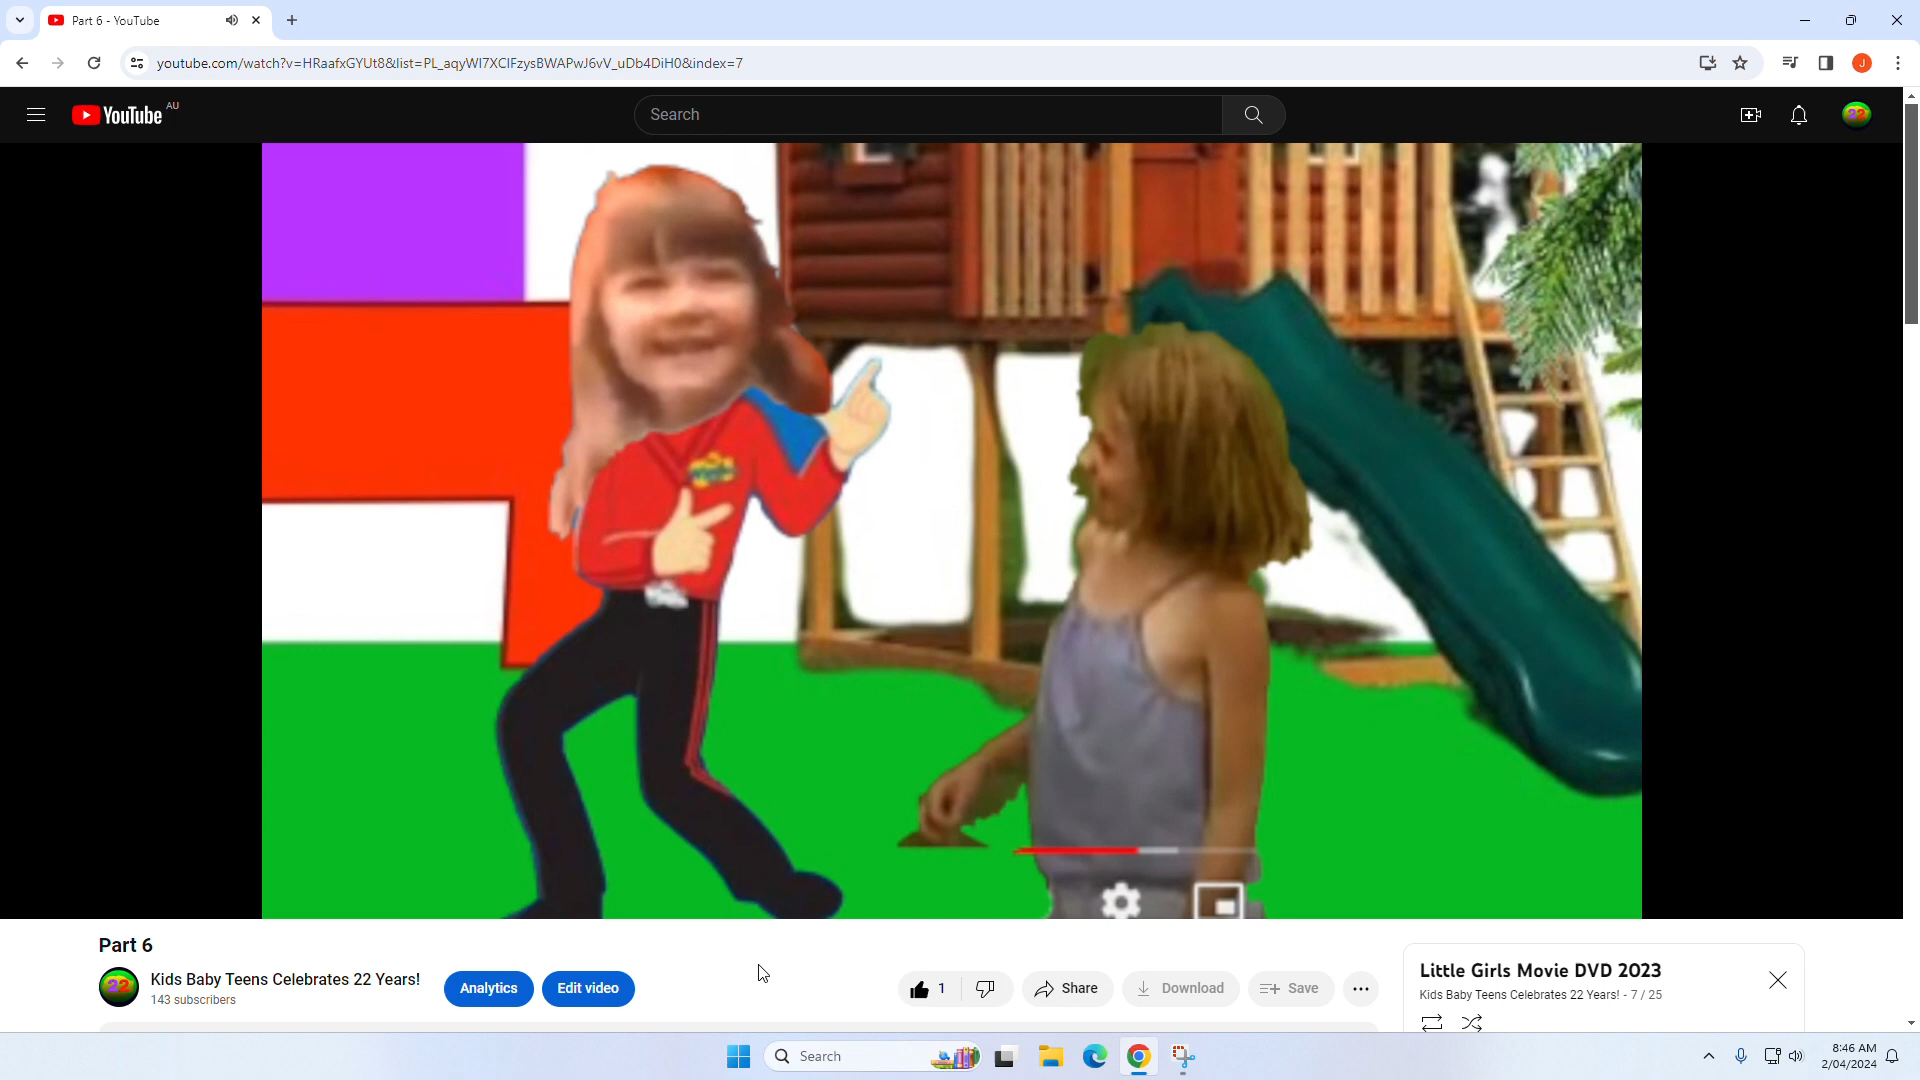 Part 6 - YouTube
youtube.com/watch?v=HRaafxGYUt8&list=PL_aqyWI7XCIFzysBWAPwJ6vV_uDb4DiH0&index=7
J
YouTube AU
Search
22
Part 6
22
Kids Baby Teens Celebrates 22 Years!
143 subscribers
Analytics
Edit video
1
Share
Download
Save
Little Girls Movie DVD 2023
Kids Baby Teens Celebrates 22 Years! - 7 / 25
Search
8:46 AM
2/04/2024